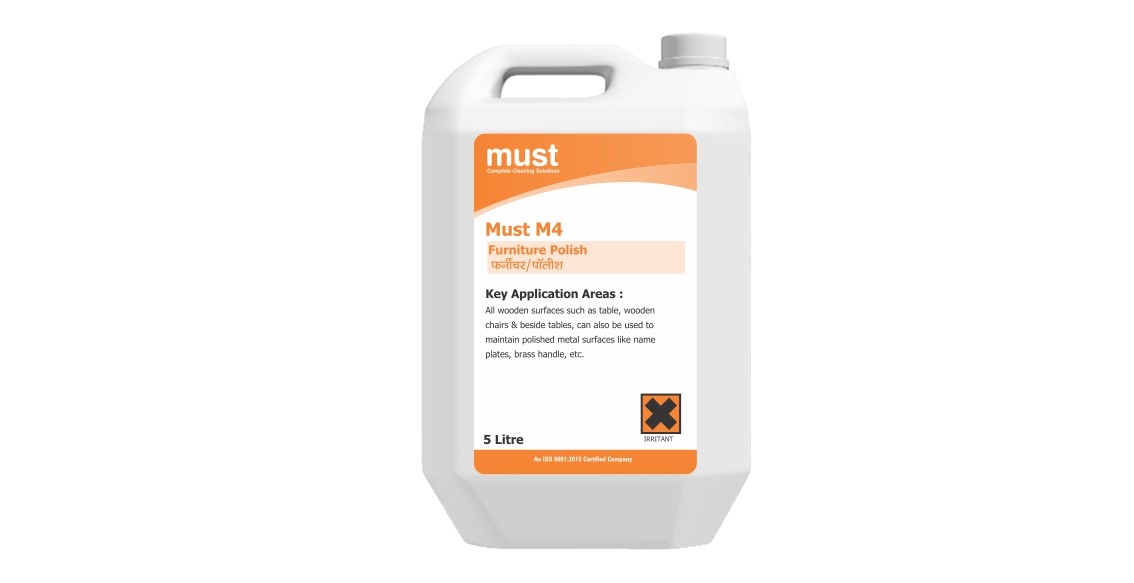 must
Complete Cleaning Solutions
Must M4
Furniture Polish
फर्नीचर/पॉलीश
Key Application Areas :
All wooden surfaces such as table, wooden
chairs & beside tables, can also be used to
maintain polished metal surfaces like name
plates, brass handle, etc.
IRRITANT
5 Litre
An ISO 9001:2015 Certified Company